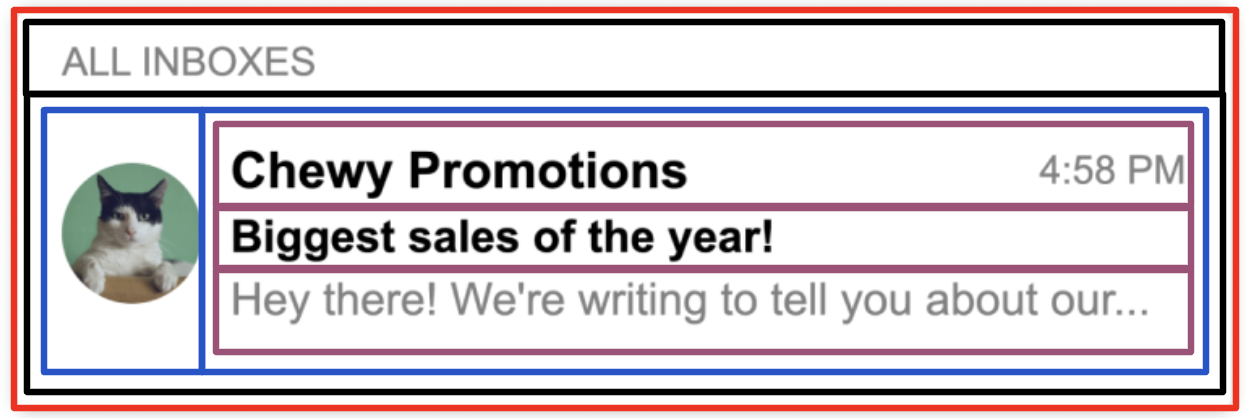 ALL INBOXES
Chewy Promotions 4:58 PM
Biggest sales of the year!
Hey there! We're writing to tell you about our...